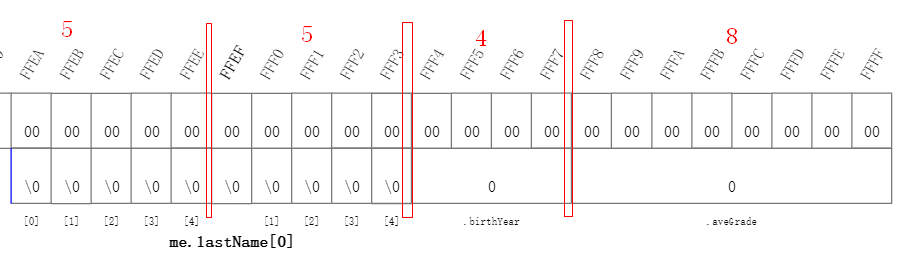 5 5 4 8
FFEA FFEB FFEC FFED FFEE FFEF FFF0 FFF1 FFF2 FFF3 FFF4 FFF5 FFF6 FFF7 FFF8 FFF9 FFFA FFFB FFFC FFFD FFFE FFFF
00 00 00 00 00 00 00 00 00 00 00 00 00 00 00 00 00 00 00 00 00 00
\0 \0 \0 \0 \0 \0 \0 \0 \0 \0 0 0
[0] [1] [2] [3] [4] [1] [2] [3] [4] .birthYear .aveGrade
me.lastName[0]